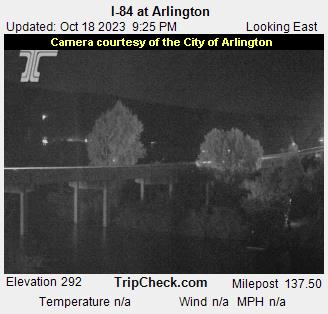 I-84 at Arlington
Updated: Oct 18 2023 9:25 PM Looking East
Camera courtesy of the City of Arlington
Elevation 292 TripCheck.com Milepost 137.50
Temperature n/a Wind n/a MPH n/a